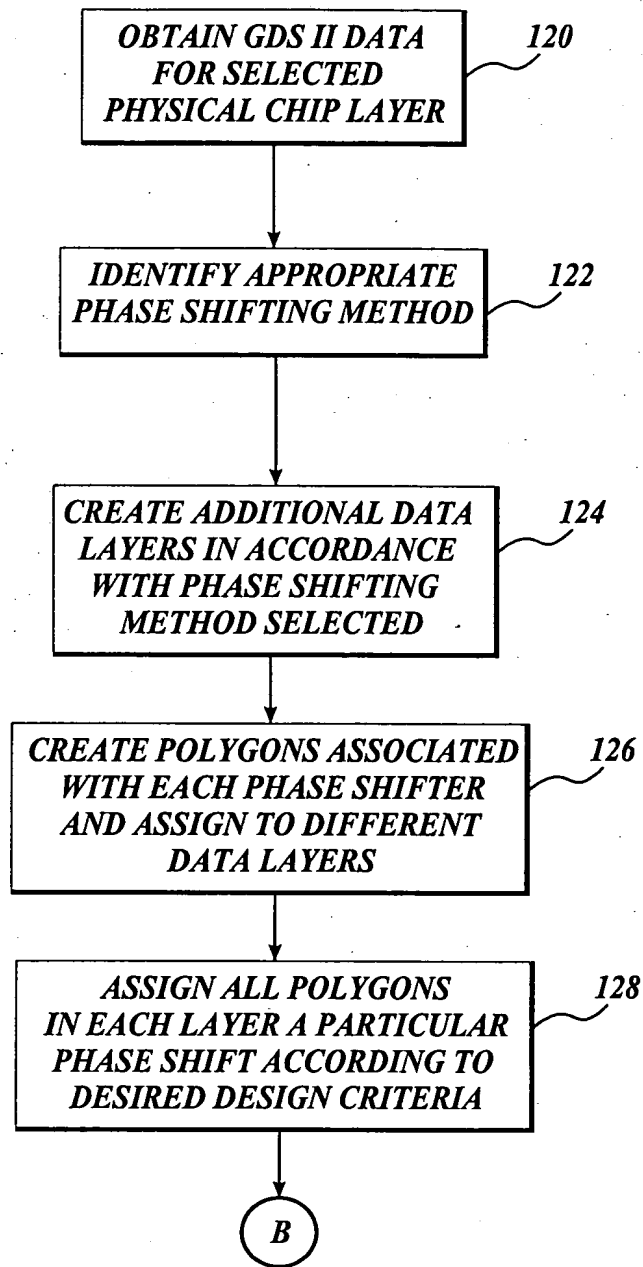 OBTAIN GDS II DATA
FOR SELECTED
PHYSICAL CHIP LAYER
120
IDENTIFY APPROPRIATE
PHASE SHIFTING METHOD
122
CREATE ADDITIONAL DATA
LAYERS IN ACCORDANCE
WITH PHASE SHIFTING
METHOD SELECTED
124
CREATE POLYGONS ASSOCIATED
WITH EACH PHASE SHIFTER
AND ASSIGN TO DIFFERENT
DATA LAYERS
126
ASSIGN ALL POLYGONS
IN EACH LAYER A PARTICULAR
PHASE SHIFT ACCORDING TO
DESIRED DESIGN CRITERIA
128
B